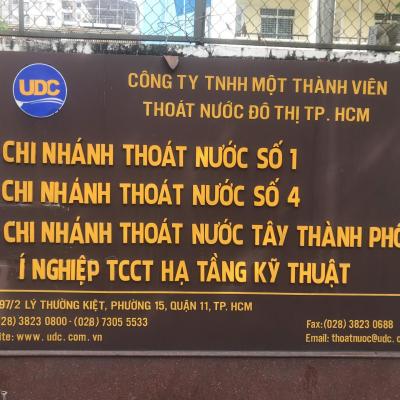 UDC
CÔNG TY TNHH MỘT THÀNH VIÊN
THOÁT NƯỚC ĐÔ THỊ TP. HCM
CHI NHÁNH THOÁT NƯỚC SỐ 1
CHI NHÁNH THOÁT NƯỚC SỐ 4
CHI NHÁNH THOÁT NƯỚC TÂY THÀNH PHỐ
Í NGHIỆP TCCT HẠ TẦNG KỸ THUẬT
97/2 LÝ THƯỜNG KIỆT, PHƯỜNG 15, QUẬN 11, TP. HCM
028) 3823 0800 - (028) 7305 5533
Fax:(028) 3823 0688
ite: www.udc.com.vn
Email: thoatnuoc@udc.c